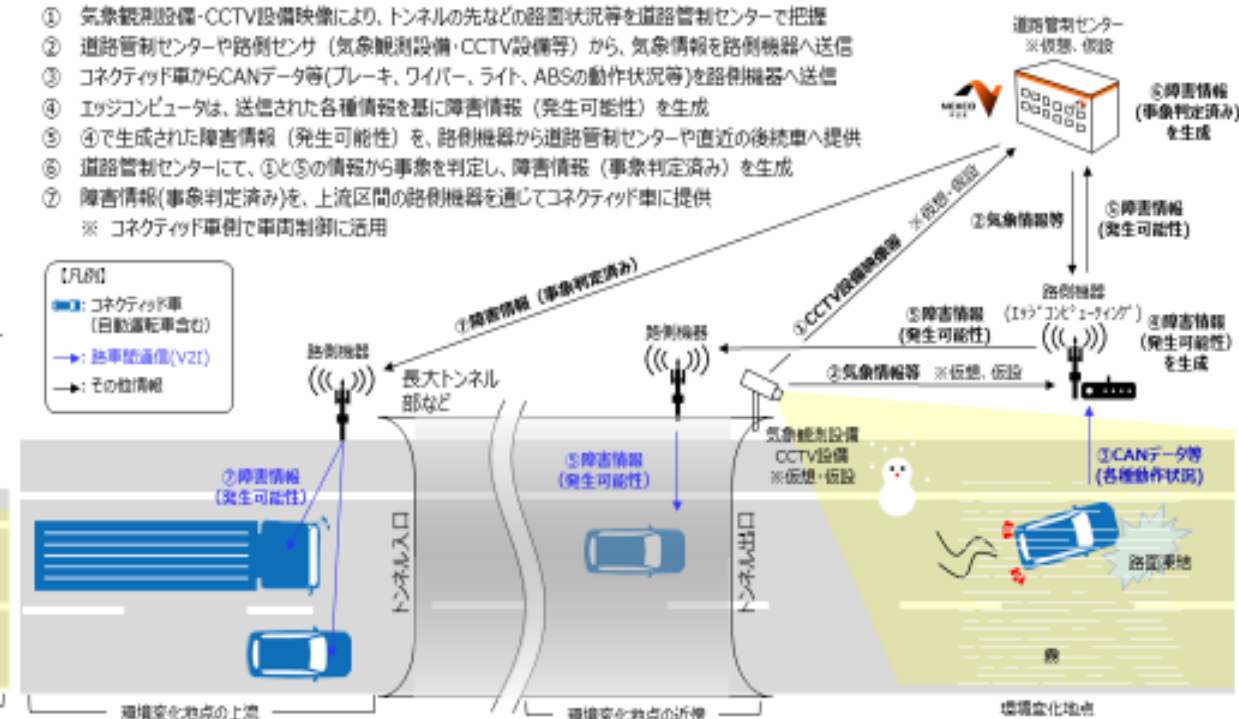 ① 気象観測設備・CCTV設備映像により、トンネルの先などの路面状況等を道路管制センターで把握
② 道路管制センターや路側センサ（気象観測設備・CCTV設備等）から、気象情報を路側機器へ送信
③ コネクティッド車からCANデータ等(ブレーキ、ワイパー、ライト、ABSの動作状況等)を路側機器へ送信
④ エッジコンピュータは、送信された各種情報を基に障害情報（発生可能性）を生成
⑤ ④で生成された障害情報（発生可能性）を、路側機器から道路管制センターや直近の後続車へ提供
⑥ 道路管制センターにて、①と⑤の情報から事象を判定し、障害情報（事象判定済み）を生成
⑦ 障害情報(事象判定済み)を、上流区間の路側機器を通じてコネクティッド車に提供
※ コネクティッド車側で車両制御に活用
道路管制センター
※仮想、仮設
NEXCO
⑥障害情報
(事象判定済み)
を生成
【凡例】
: コネクティッド車
(自動運転車含む)
: 路車間通信(V2I)
: その他情報
⑦障害情報（事象判定済み）
①CCTV設備映像等 ※仮想・仮設
②気象情報等
⑤障害情報
(発生可能性)
路側機器
(エッジコンピューティング)
④障害情報
(発生可能性)
を生成
⑤障害情報
(発生可能性)
路側機器
路側機器
②気象情報等 ※仮想、仮設
長大トンネル
部など
気象観測設備
CCTV設備
※仮想・仮設
⑦障害情報
(発生可能性)
⑤障害情報
(発生可能性)
③CANデータ等
(各種動作状況)
トンネル入口
トンネル出口
路面凍結
霧
環境変化地点の上流
環境変化地点の近傍
環境変化地点